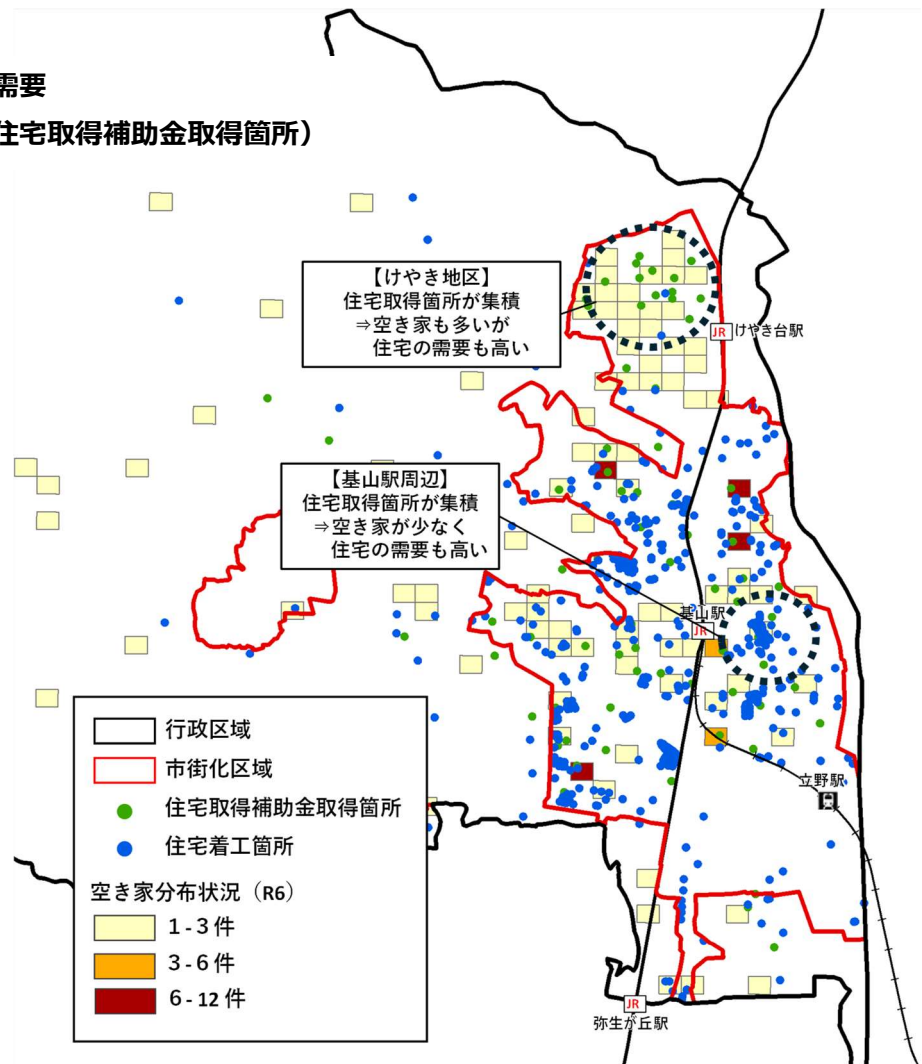 需要
住宅取得補助金取得箇所）
【けやき地区】
住宅取得箇所が集積
⇒空き家も多いが
住宅の需要も高い
JR けやき台駅
【基山駅周辺】
住宅取得箇所が集積
⇒空き家が少なく
住宅の需要も高い
基山駅
JR
立野駅
行政区域
市街化区域
住宅取得補助金取得箇所
住宅着工箇所
空き家分布状況（R6）
1 - 3 件
3 - 6 件
6 - 12 件
JR
弥生が丘駅